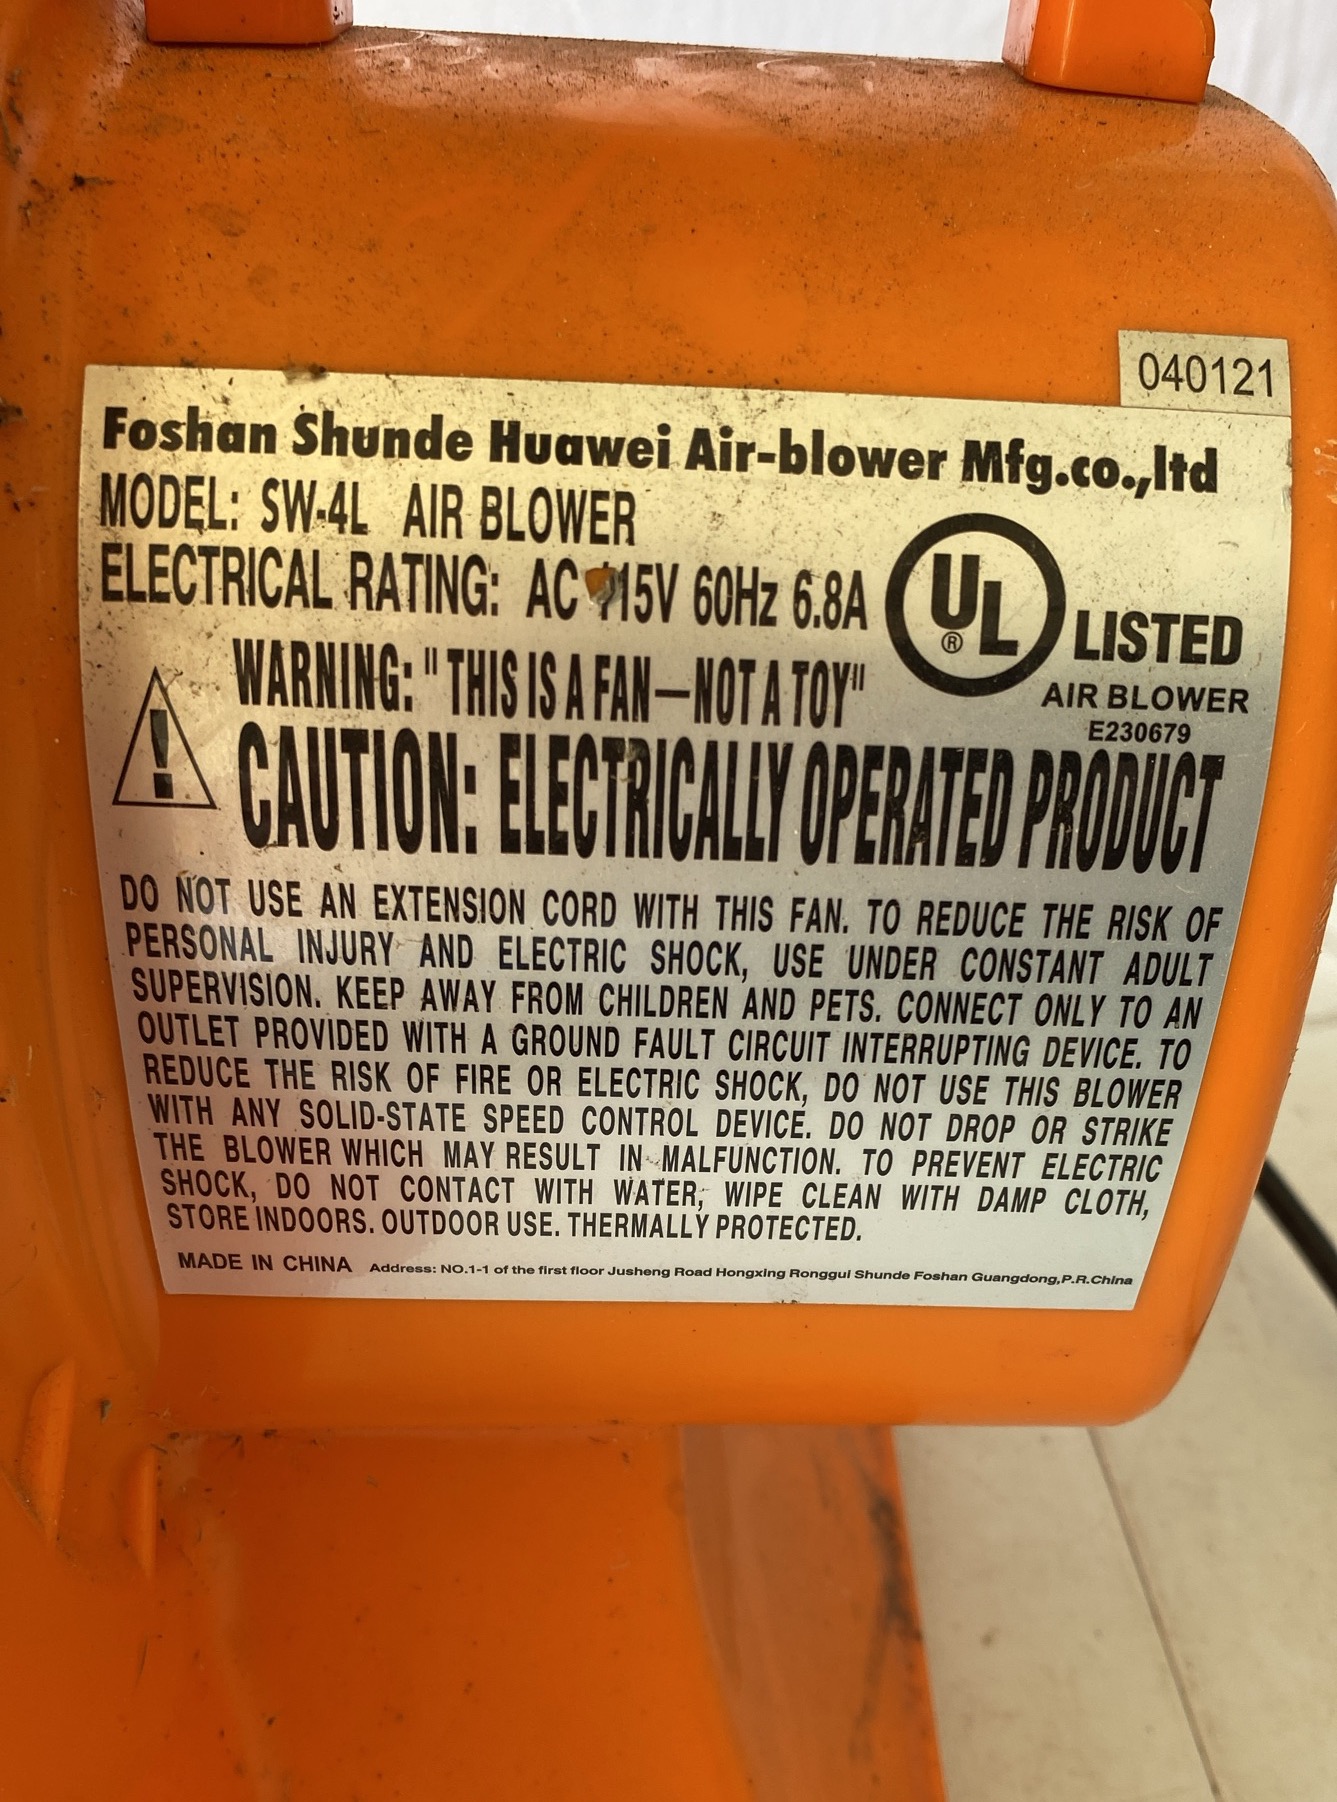 040121
Foshan Shunde Huawei Air-blower Mfg.co.,ltd
MODEL: SW-4L AIR BLOWER
ELECTRICAL RATING: AC 115V 60Hz 6.8A
UL
®
LISTED
AIR BLOWER
E230679
WARNING: "THIS IS A FAN—NOT A TOY"
!
CAUTION: ELECTRICALLY OPERATED PRODUCT
DO NOT USE AN EXTENSION CORD WITH THIS FAN. TO REDUCE THE RISK OF
PERSONAL INJURY AND ELECTRIC SHOCK, USE UNDER CONSTANT ADULT
SUPERVISION. KEEP AWAY FROM CHILDREN AND PETS. CONNECT ONLY TO AN
OUTLET PROVIDED WITH A GROUND FAULT CIRCUIT INTERRUPTING DEVICE. TO
REDUCE THE RISK OF FIRE OR ELECTRIC SHOCK, DO NOT USE THIS BLOWER
WITH ANY SOLID-STATE SPEED CONTROL DEVICE. DO NOT DROP OR STRIKE
THE BLOWER WHICH MAY RESULT IN MALFUNCTION. TO PREVENT ELECTRIC
SHOCK, DO NOT CONTACT WITH WATER, WIPE CLEAN WITH DAMP CLOTH,
STORE INDOORS. OUTDOOR USE. THERMALLY PROTECTED.
MADE IN CHINA Address: NO.1-1 of the first floor Jusheng Road Hongxing Ronggui Shunde Foshan Guangdong,P.R.China